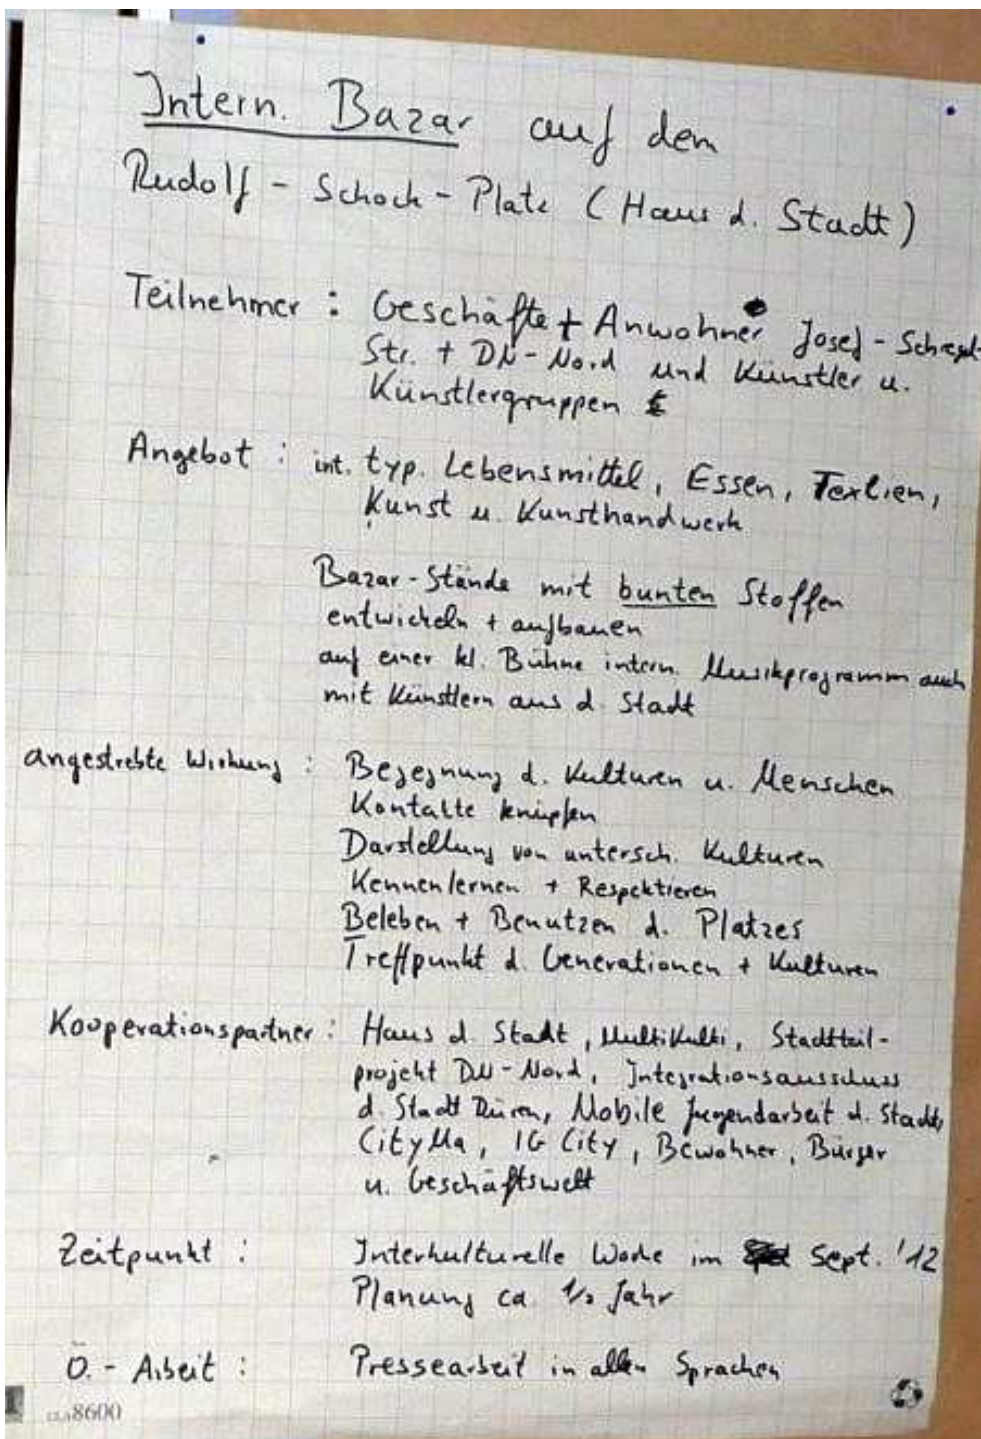 Intern. Bazar auf dem
Rudolf - Schock - Platz (Haus d. Stadt)
Teilnehmer : Geschäfte + Anwohner Josef - Schregel-
Str. + DN - Nord und Künstler u.
Künstlergruppen
Angebot : int. typ. Lebensmittel, Essen, Textlien,
Kunst u. Kunsthandwerk
Bazar - Stände mit bunten Stoffen
entwickeln + aufbauen
auf einer kl. Bühne intern. Musikprogramm auch
mit Künstlern aus d. Stadt
angestrebte Wirkung : Begegnung d. Kulturen u. Menschen
Kontakte knüpfen
Darstellung von untersch. Kulturen
Kennenlernen + Respektieren
Beleben + Benutzen d. Platzes
Treffpunkt d. Generationen + Kulturen
Kooperationspartner : Haus d. Stadt, MultiKulti, Stadtteil-
projekt DN - Nord, Integrationsausschuss
d. Stadt Düren, Mobile Jugendarbeit d. Stadt,
CityMa, IG City, Bewohner, Bürger
u. Geschäftswelt
Zeitpunkt : Interkulturelle Woche im Sept. '12
Planung ca. 1/2 Jahr
Ö. - Arbeit : Pressearbeit in allen Sprachen
8600